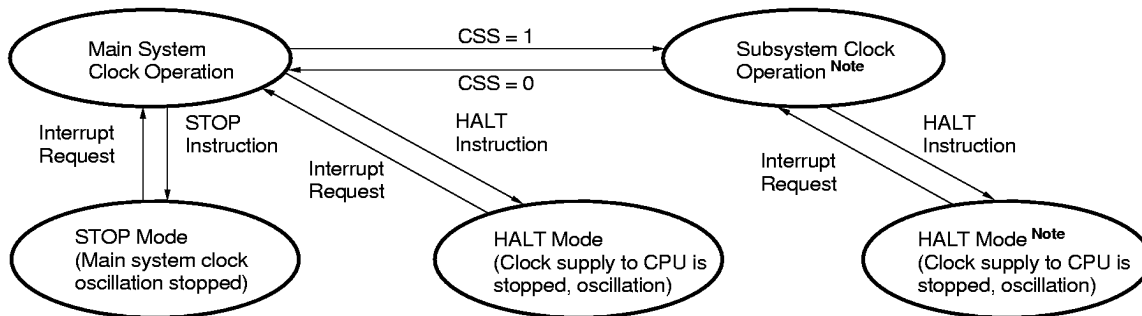 Main System
Clock Operation
CSS = 1
CSS = 0
Subsystem Clock
Operation Note
Interrupt
Request
STOP
Instruction
HALT
Instruction
Interrupt
Request
HALT
Instruction
Interrupt
Request
STOP Mode
(Main system clock
oscillation stopped)
HALT Mode
(Clock supply to CPU is
stopped, oscillation)
HALT Mode Note
(Clock supply to CPU is
stopped, oscillation)